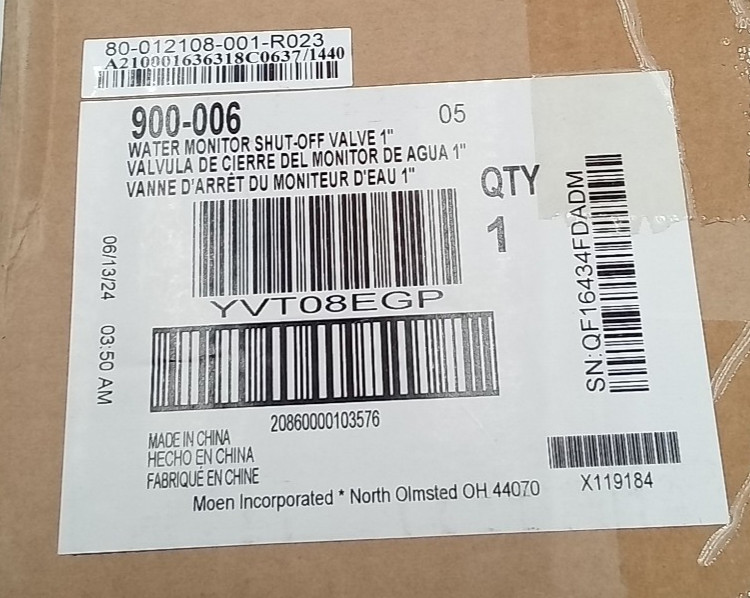 80-012108-001-R023
A210001636318C0637/1440
900-006
05
WATER MONITOR SHUT-OFF VALVE 1"
VALVULA DE CIERRE DEL MONITOR DE AGUA 1"
VANNE D'ARRÊT DU MONITEUR D'EAU 1"
QTY
1
YVT08EGP
20860000103576
06/13/24 03:50 AM
SN:QF16434FDADM
MADE IN CHINA
HECHO EN CHINA
FABRIQUÉ EN CHINE
X119184
Moen Incorporated * North Olmsted OH 44070